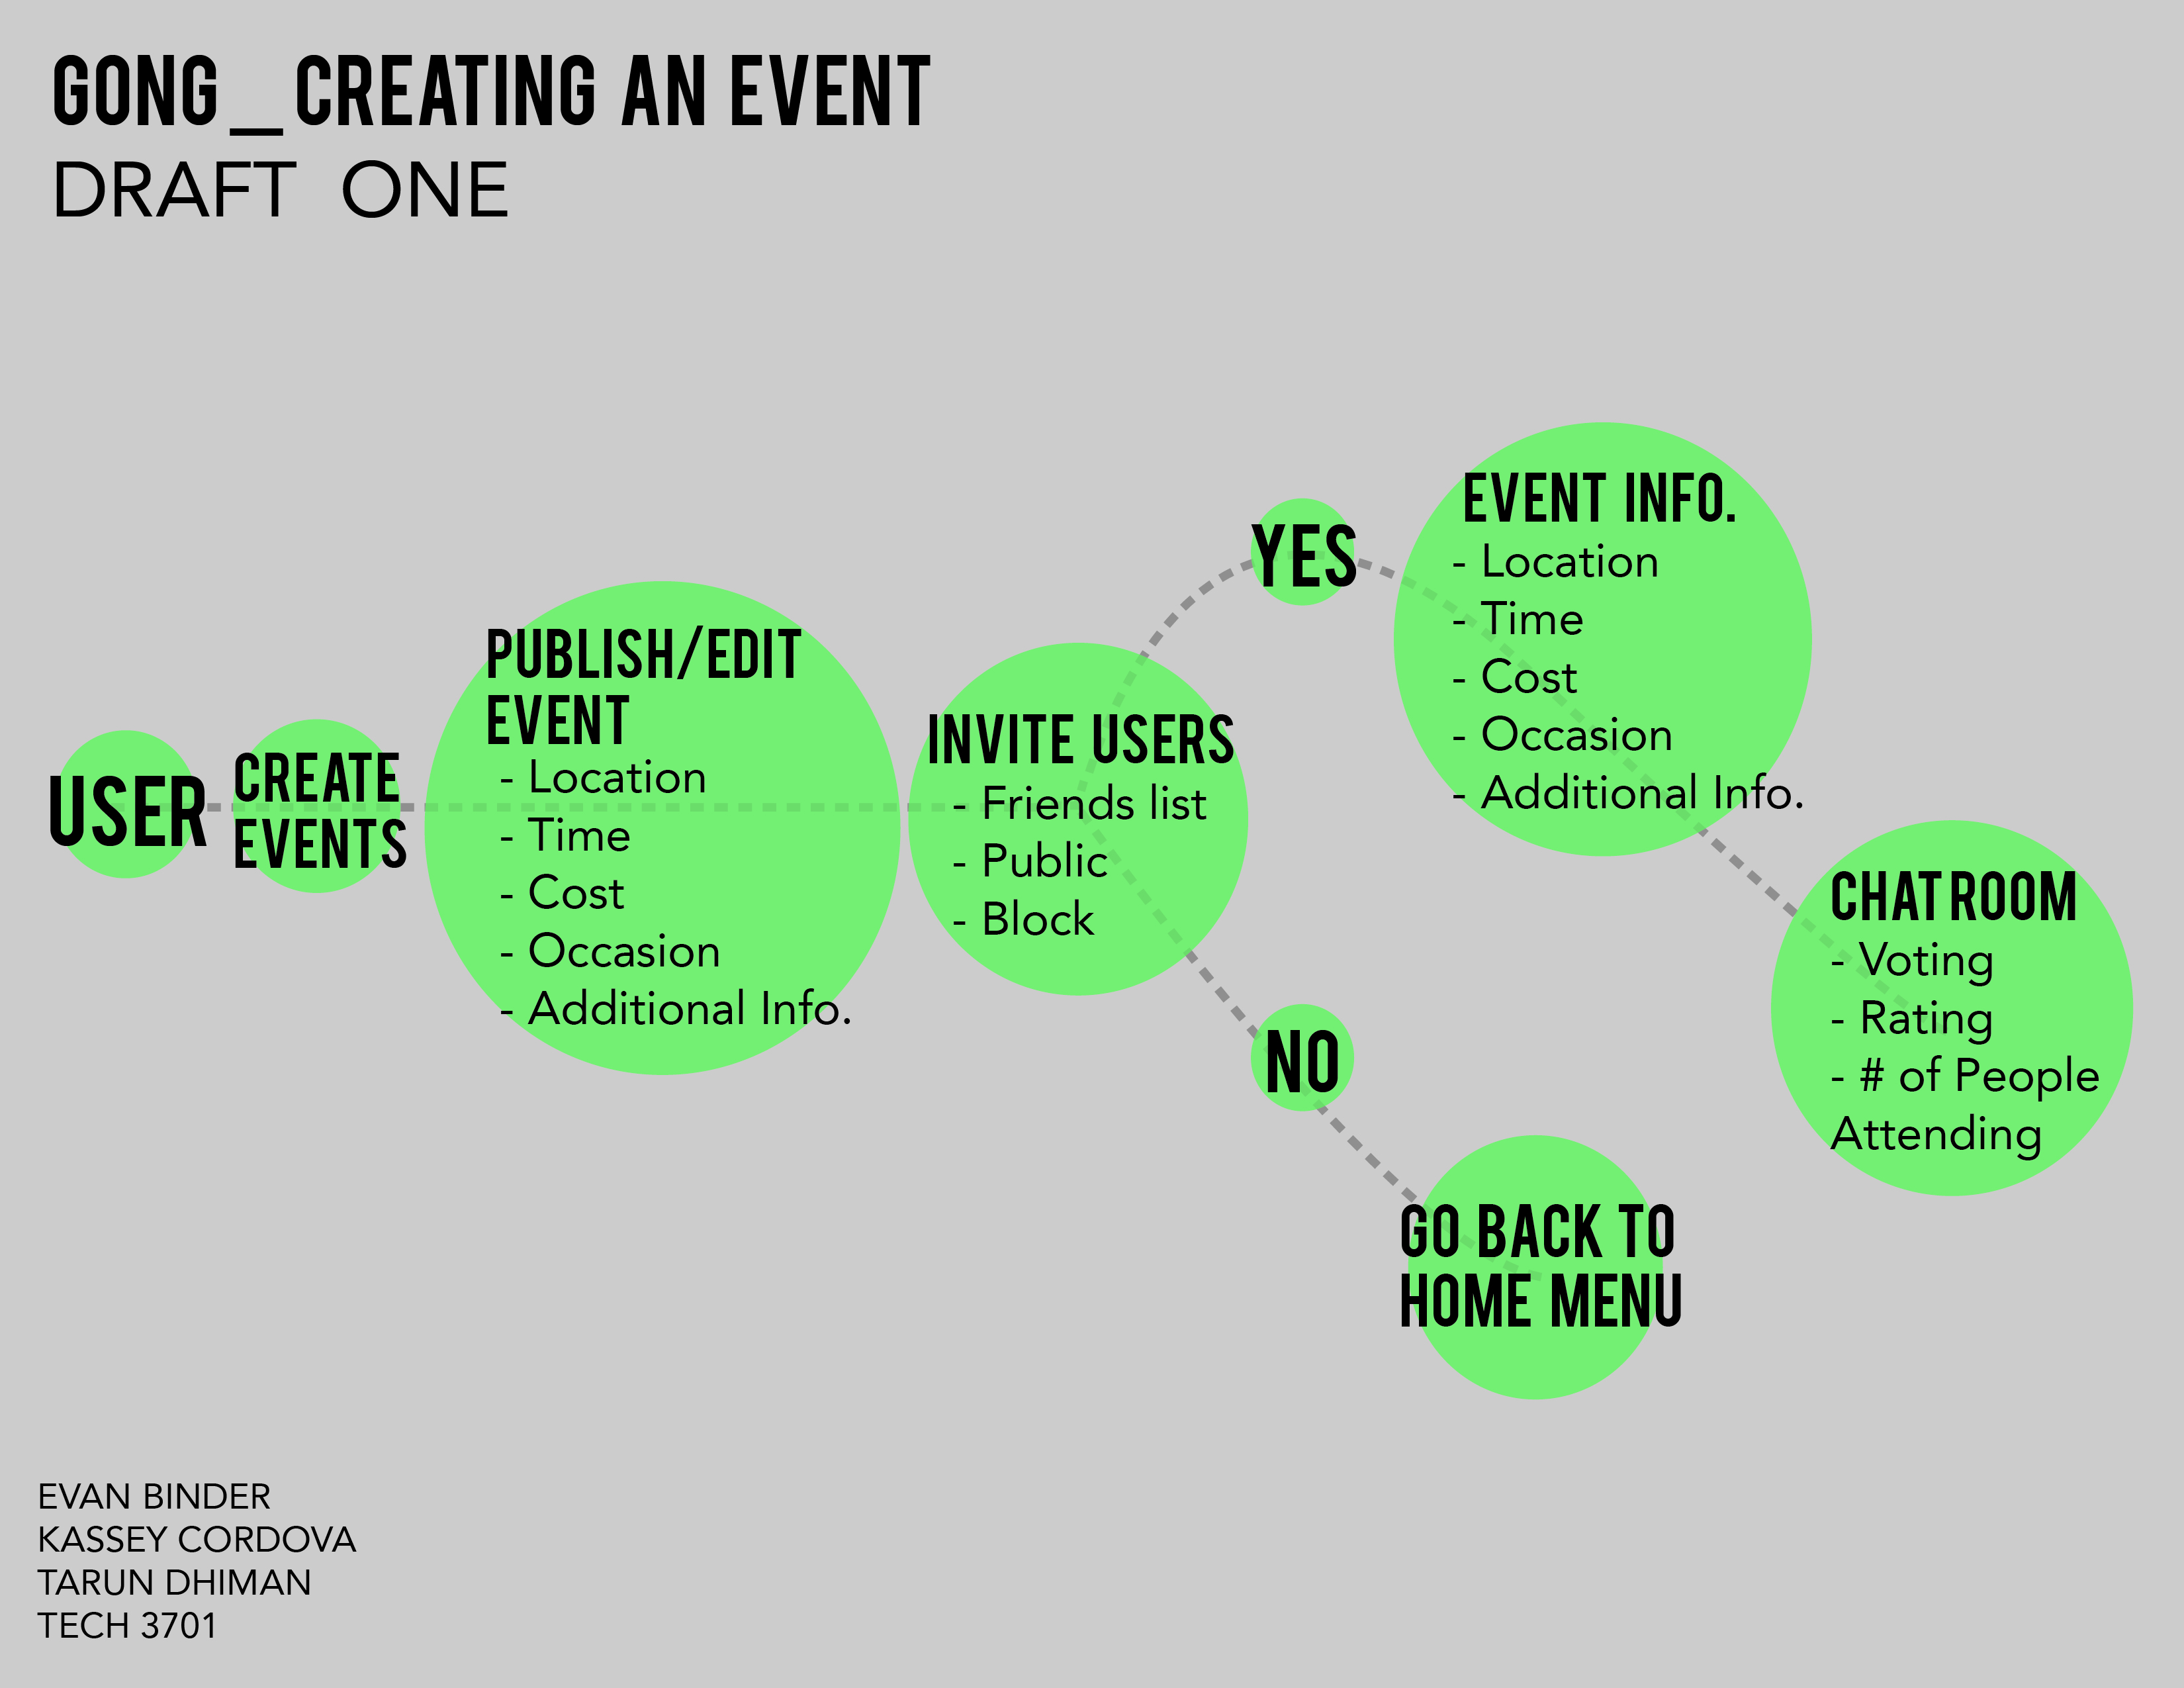 GONG_CREATING AN EVENT
DRAFT ONE
USER
CREATE
EVENTS
PUBLISH/EDIT
EVENT
- Location
- Time
- Cost
- Occasion
- Additional Info.
INVITE USERS
- Friends list
- Public
- Block
YES
EVENT INFO.
- Location
- Time
- Cost
- Occasion
- Additional Info.
CHATROOM
- Voting
- Rating
- # of People
Attending
NO
GO BACK TO
HOME MENU
EVAN BINDER
KASSEY CORDOVA
TARUN DHIMAN
TECH 3701